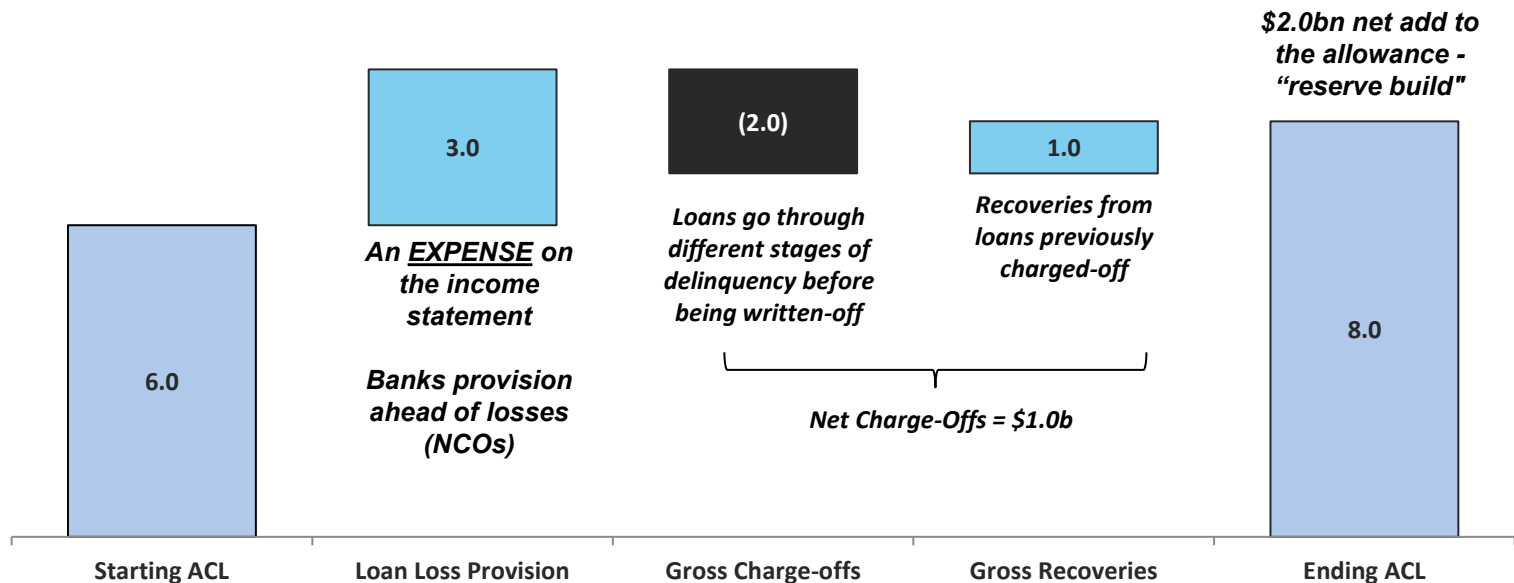 $2.0bn net add to
the allowance -
“reserve build"
3.0
(2.0)
1.0
6.0
8.0
An EXPENSE on
the income
statement
Banks provision
ahead of losses
(NCOs)
Loans go through
different stages of
delinquency before
being written-off
Recoveries from
loans previously
charged-off
Net Charge-Offs = $1.0b
Starting ACL
Loan Loss Provision
Gross Charge-offs
Gross Recoveries
Ending ACL